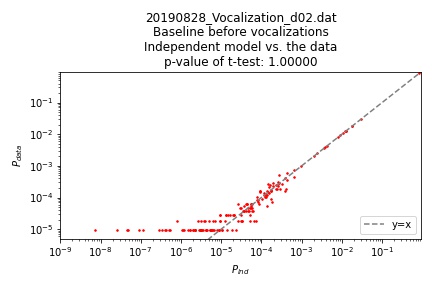 20190828_Vocalization_d02.dat
Baseline before vocalizations
Independent model vs. the data
p-value of t-test: 1.00000
P_data
10⁻¹
10⁻²
10⁻³
10⁻⁴
10⁻⁵
y=x
10⁻⁹ 10⁻⁸ 10⁻⁷ 10⁻⁶ 10⁻⁵ 10⁻⁴ 10⁻³ 10⁻² 10⁻¹
P_ind